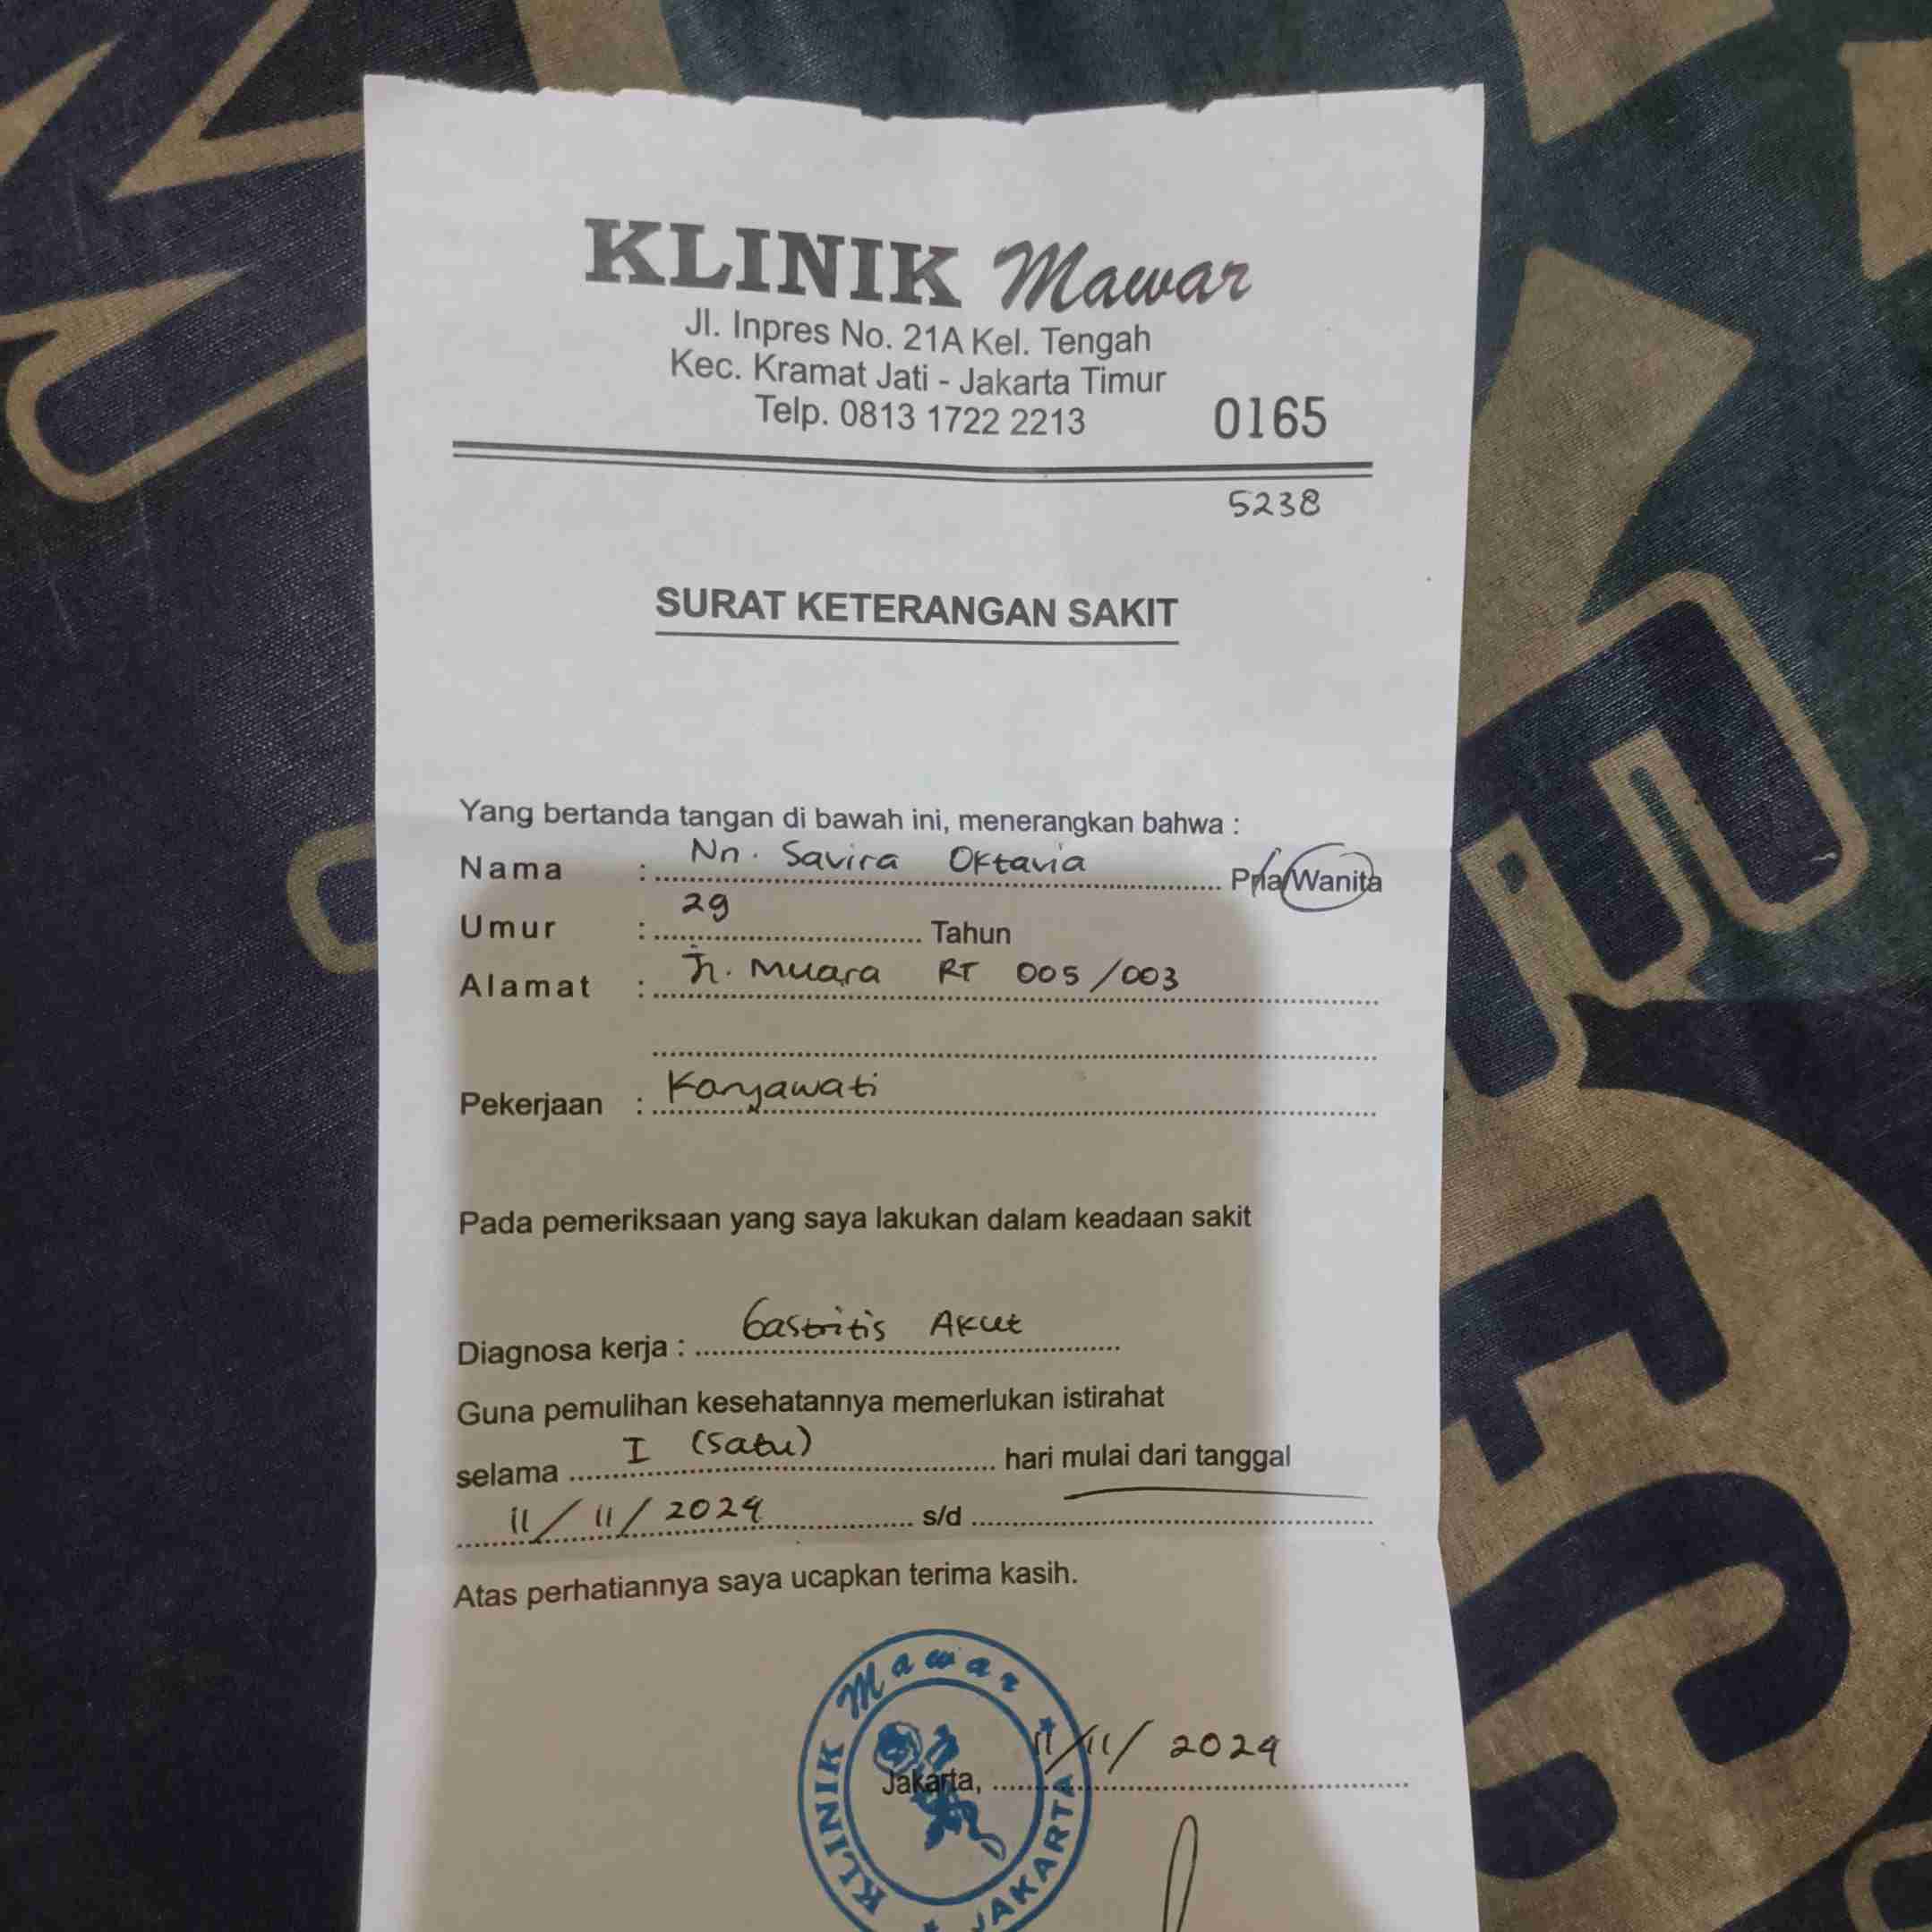 KLINIK Mawar
Jl. Inpres No. 21A Kel. Tengah
Kec. Kramat Jati - Jakarta Timur
Telp. 0813 1722 2213 0165
5238
SURAT KETERANGAN SAKIT
Yang bertanda tangan di bawah ini, menerangkan bahwa :
Nama : Nn. Savira Oktavia Pria/Wanita
Umur : 29 Tahun
Alamat : Jl. Muara RT 005/003
Pekerjaan : Karyawati
Pada pemeriksaan yang saya lakukan dalam keadaan sakit
Diagnosa kerja : Gastritis Akut
Guna pemulihan kesehatannya memerlukan istirahat
selama I (satu) hari mulai dari tanggal
11/11/2024 s/d
Atas perhatiannya saya ucapkan terima kasih.
KLINIK Mawar JAKARTA
Jakarta, 11/11/2024